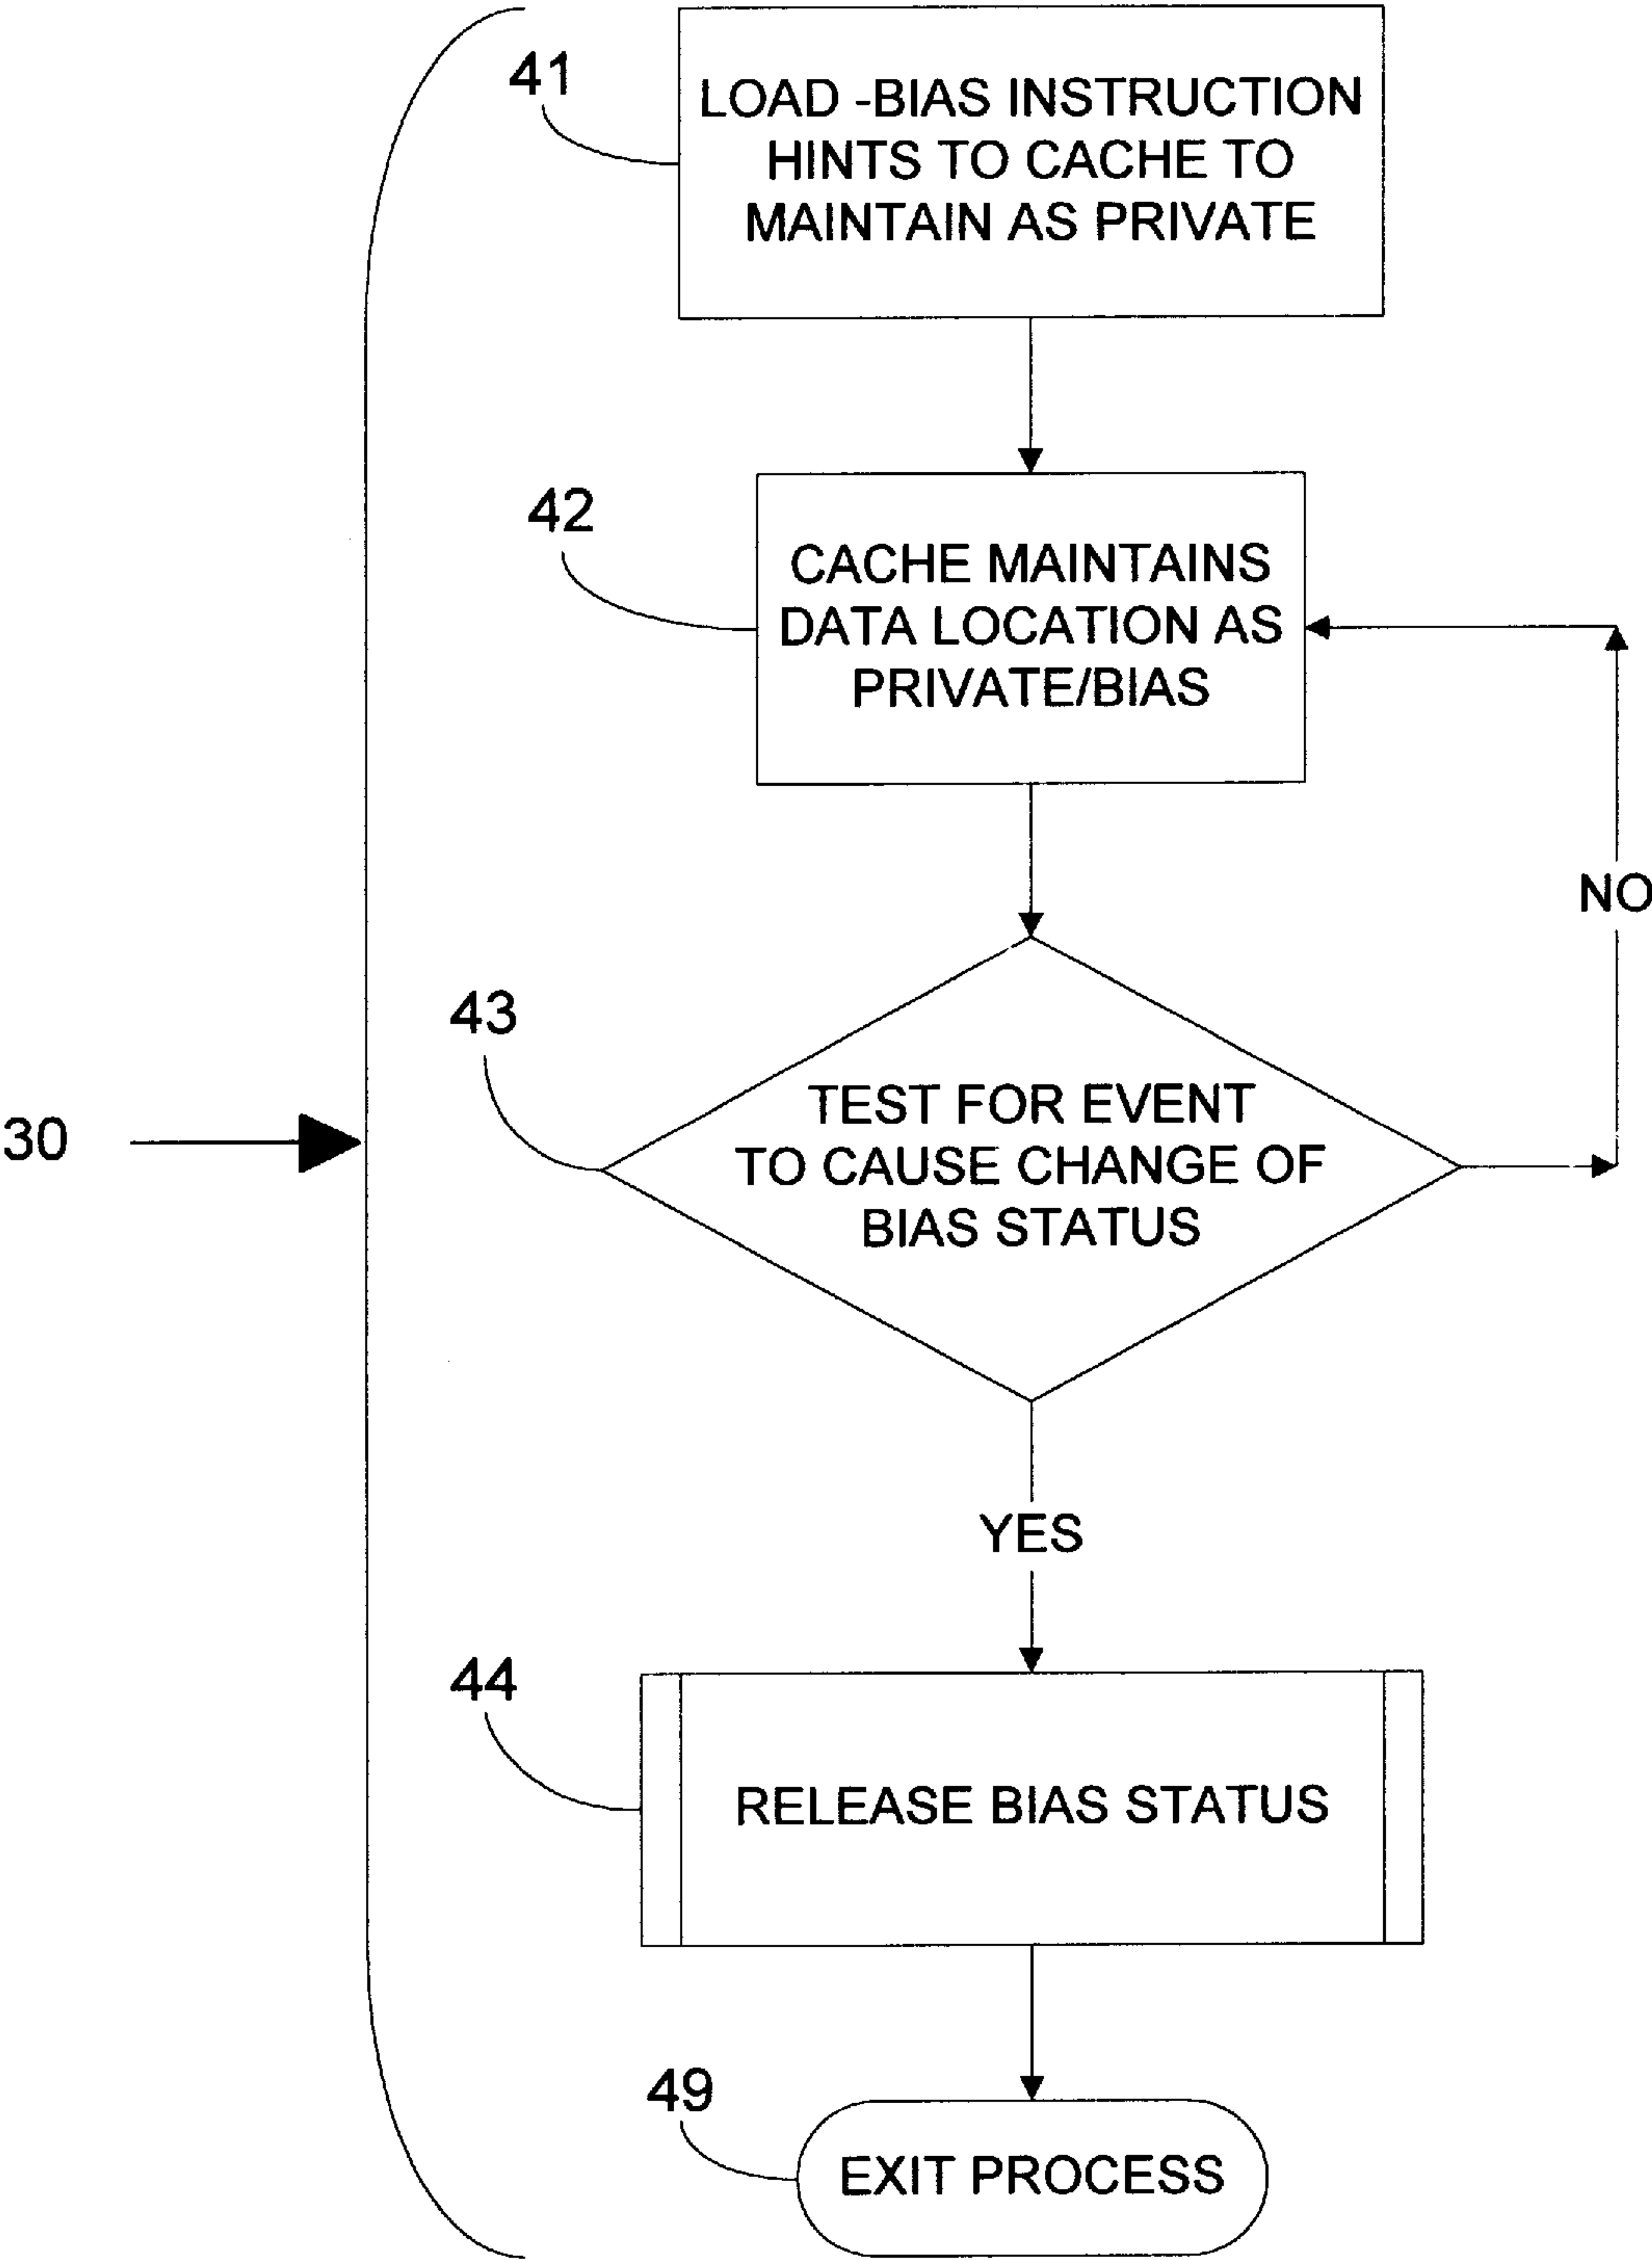 41
LOAD -BIAS INSTRUCTION
HINTS TO CACHE TO
MAINTAIN AS PRIVATE
42
CACHE MAINTAINS
DATA LOCATION AS
PRIVATE/BIAS
NO
43
TEST FOR EVENT
TO CAUSE CHANGE OF
BIAS STATUS
30
YES
44
RELEASE BIAS STATUS
49
EXIT PROCESS